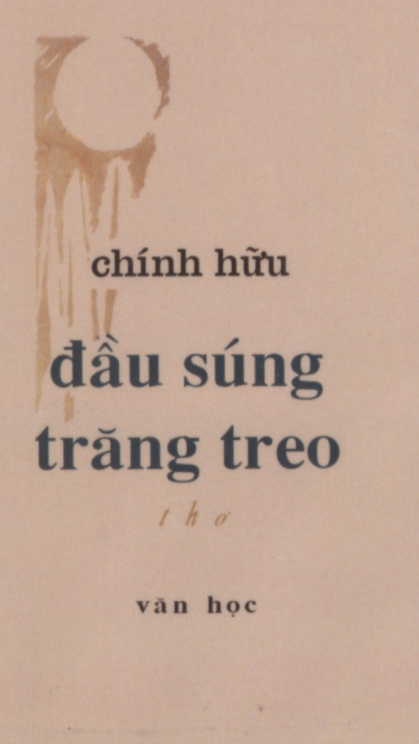 chính hữu
đầu súng
trăng treo
thơ
văn học